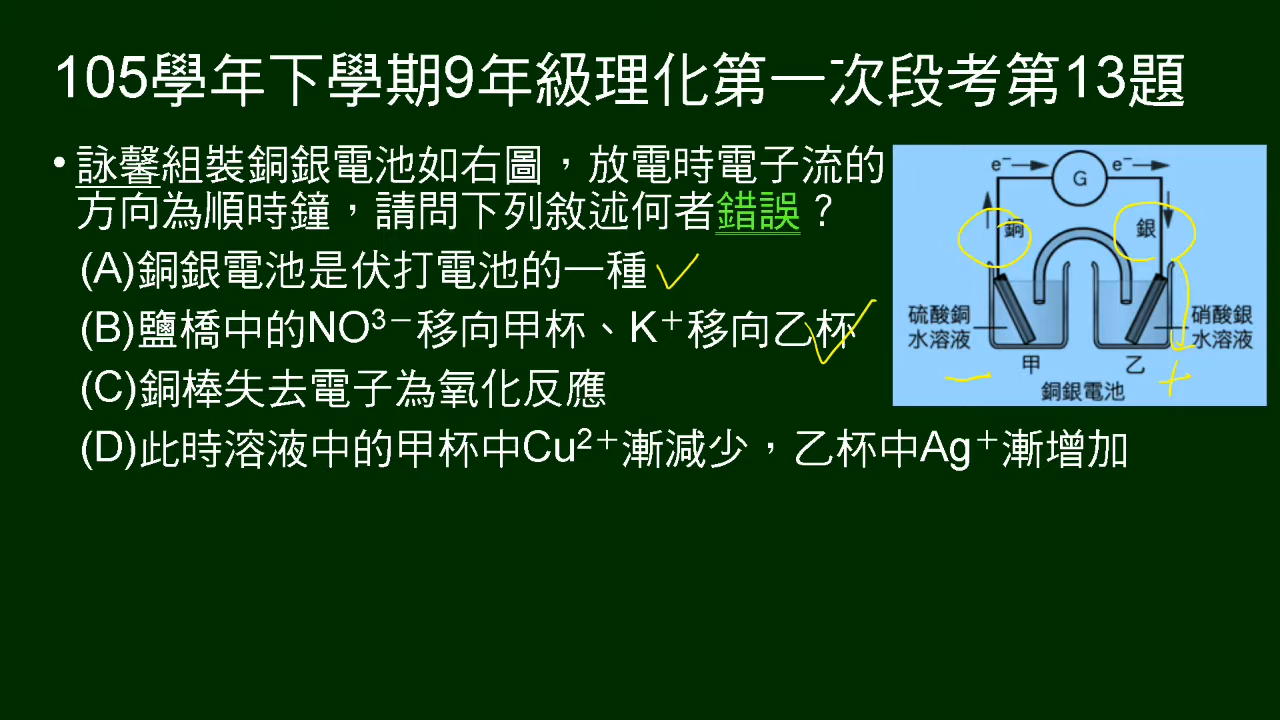 105學年下學期9年級理化第一次段考第13題
• 詠馨組裝銅銀電池如右圖，放電時電子流的
方向為順時鐘，請問下列敘述何者錯誤？
(A)銅銀電池是伏打電池的一種
(B)鹽橋中的NO³⁻移向甲杯、K⁺移向乙杯
(C)銅棒失去電子為氧化反應
(D)此時溶液中的甲杯中Cu²⁺漸減少，乙杯中Ag⁺漸增加
e⁻ G e⁻
銅 銀
硫酸銅 硝酸銀
水溶液 水溶液
甲 乙
− +
銅銀電池